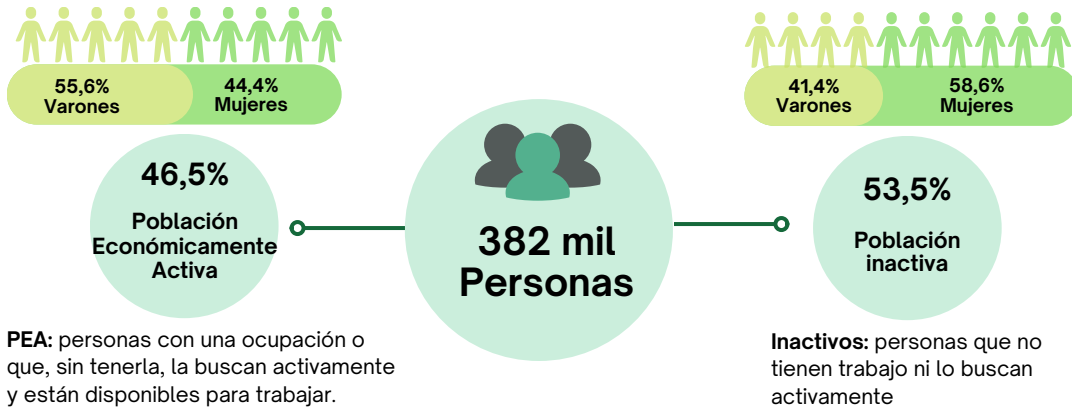 55,6%
Varones
44,4%
Mujeres
46,5%
Población
Económicamente
Activa
PEA: personas con una ocupación o
que, sin tenerla, la buscan activamente
y están disponibles para trabajar.
382 mil
Personas
41,4%
Varones
58,6%
Mujeres
53,5%
Población
inactiva
Inactivos: personas que no
tienen trabajo ni lo buscan
activamente